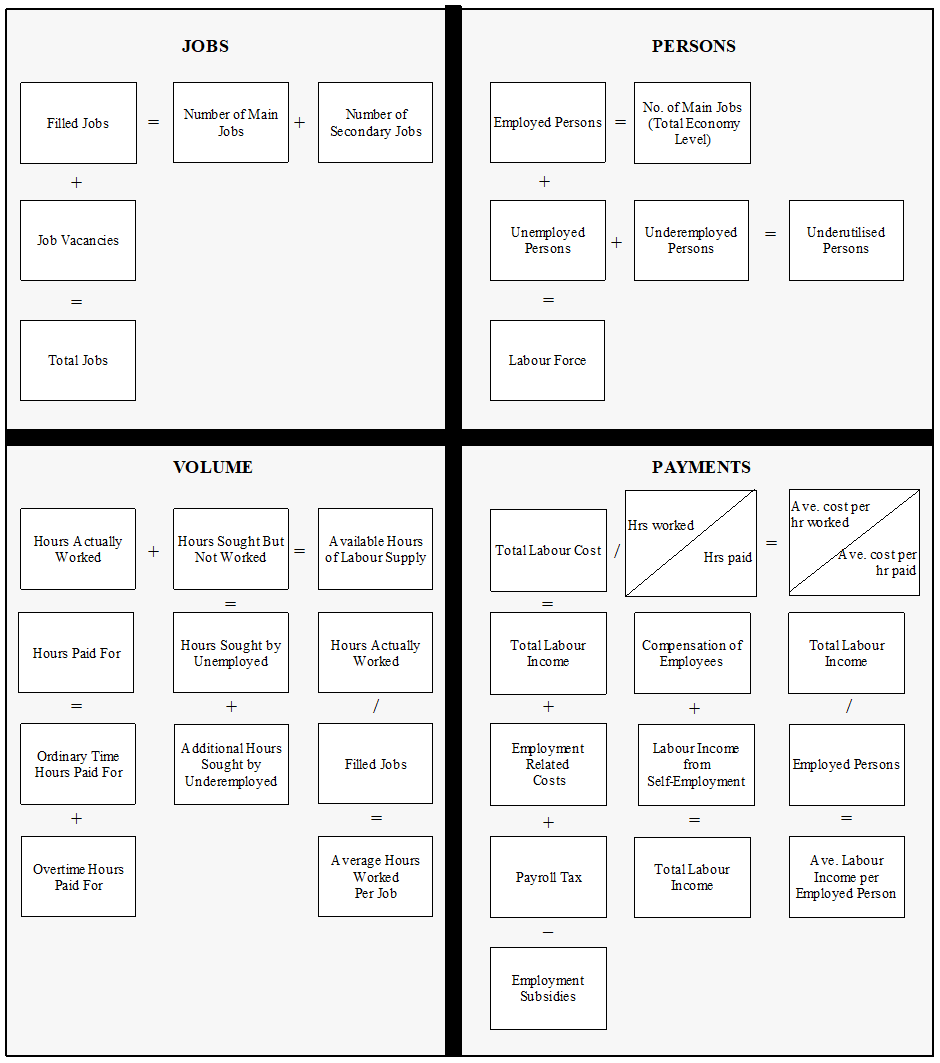 JOBS
Filled Jobs
=
Number of Main
Jobs
+
Number of
Secondary Jobs
+
Job Vacancies
=
Total Jobs
PERSONS
Employed Persons
=
No. of Main Jobs
(Total Economy
Level)
+
Unemployed
Persons
+
Underemployed
Persons
=
Underutilised
Persons
=
Labour Force
VOLUME
Hours Actually
Worked
+
Hours Sought But
Not Worked
=
Available Hours
of Labour Supply
=
Hours Paid For
Hours Sought by
Unemployed
Hours Actually
Worked
=
+
/
Ordinary Time
Hours Paid For
Additional Hours
Sought by
Underemployed
Filled Jobs
+
=
Overtime Hours
Paid For
Average Hours
Worked
Per Job
PAYMENTS
Total Labour Cost
/
Hrs worked
Hrs paid
=
Ave. cost per
hr worked
Ave. cost per
hr paid
=
Total Labour
Income
Compensation of
Employees
Total Labour
Income
+
+
/
Employment
Related
Costs
Labour Income
from
Self-Employment
Employed Persons
+
=
=
Payroll Tax
Total Labour
Income
Ave. Labour
Income per
Employed Person
−
Employment
Subsidies